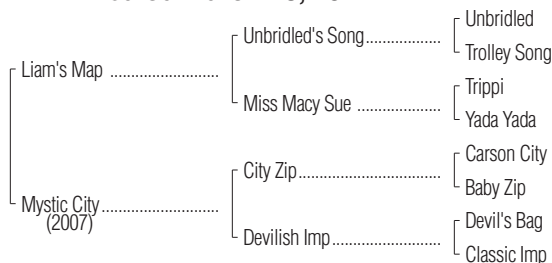 Liam's Map
Unbridled's Song
Unbridled
Trolley Song
Miss Macy Sue
Trippi
Yada Yada
Mystic City
(2007)
City Zip
Carson City
Baby Zip
Devilish Imp
Devil's Bag
Classic Imp